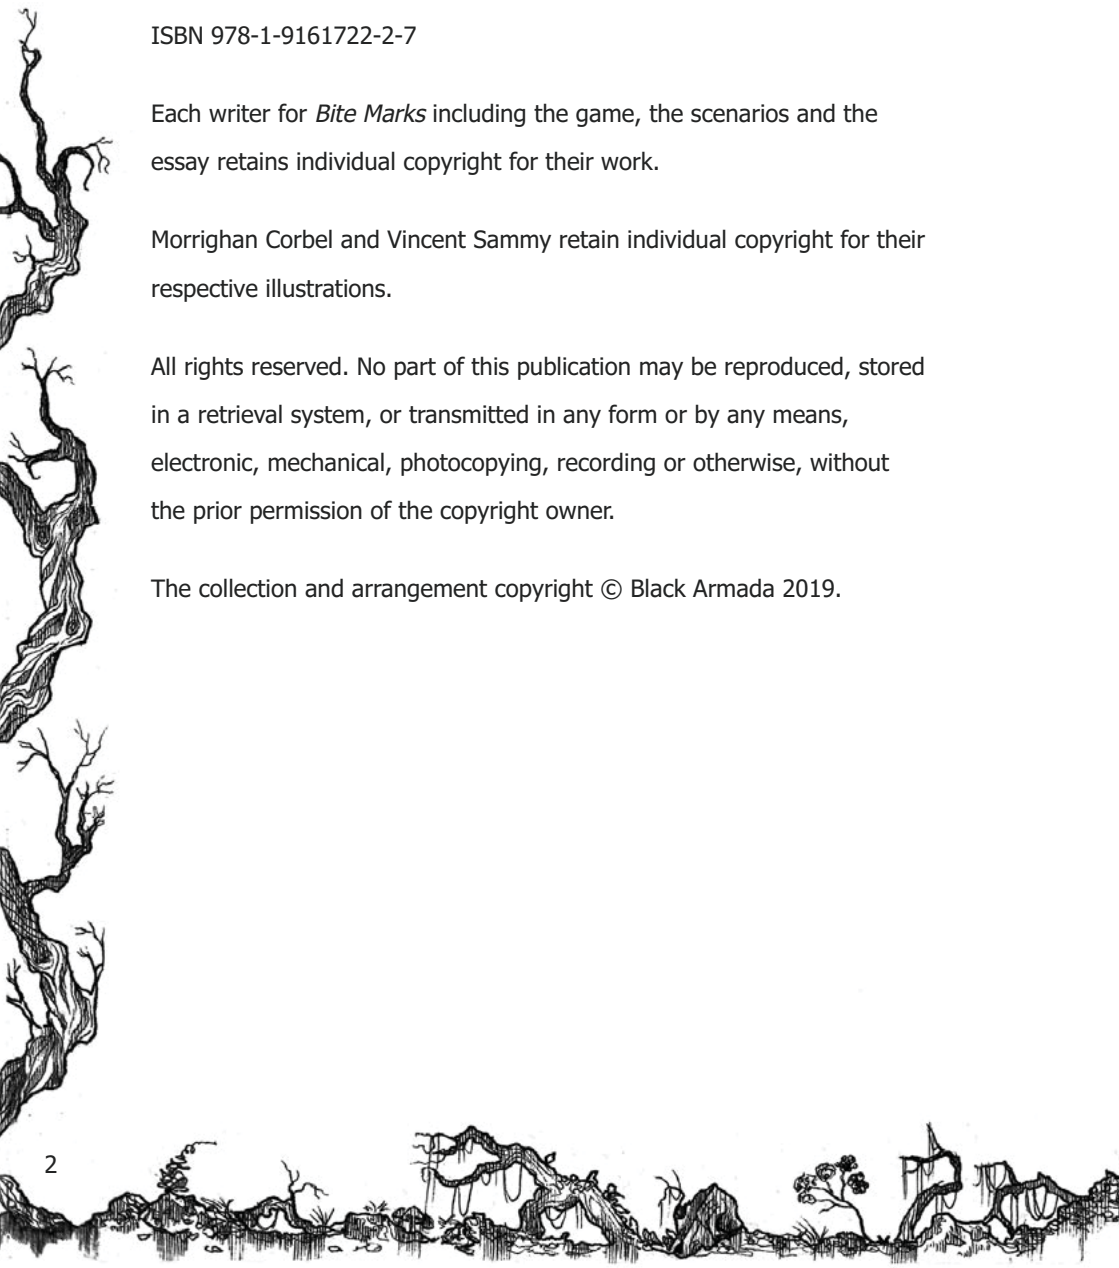 ISBN 978-1-9161722-2-7
Each writer for Bite Marks including the game, the scenarios and the
essay retains individual copyright for their work.
Morrighan Corbel and Vincent Sammy retain individual copyright for their
respective illustrations.
All rights reserved. No part of this publication may be reproduced, stored
in a retrieval system, or transmitted in any form or by any means,
electronic, mechanical, photocopying, recording or otherwise, without
the prior permission of the copyright owner.
The collection and arrangement copyright © Black Armada 2019.
2